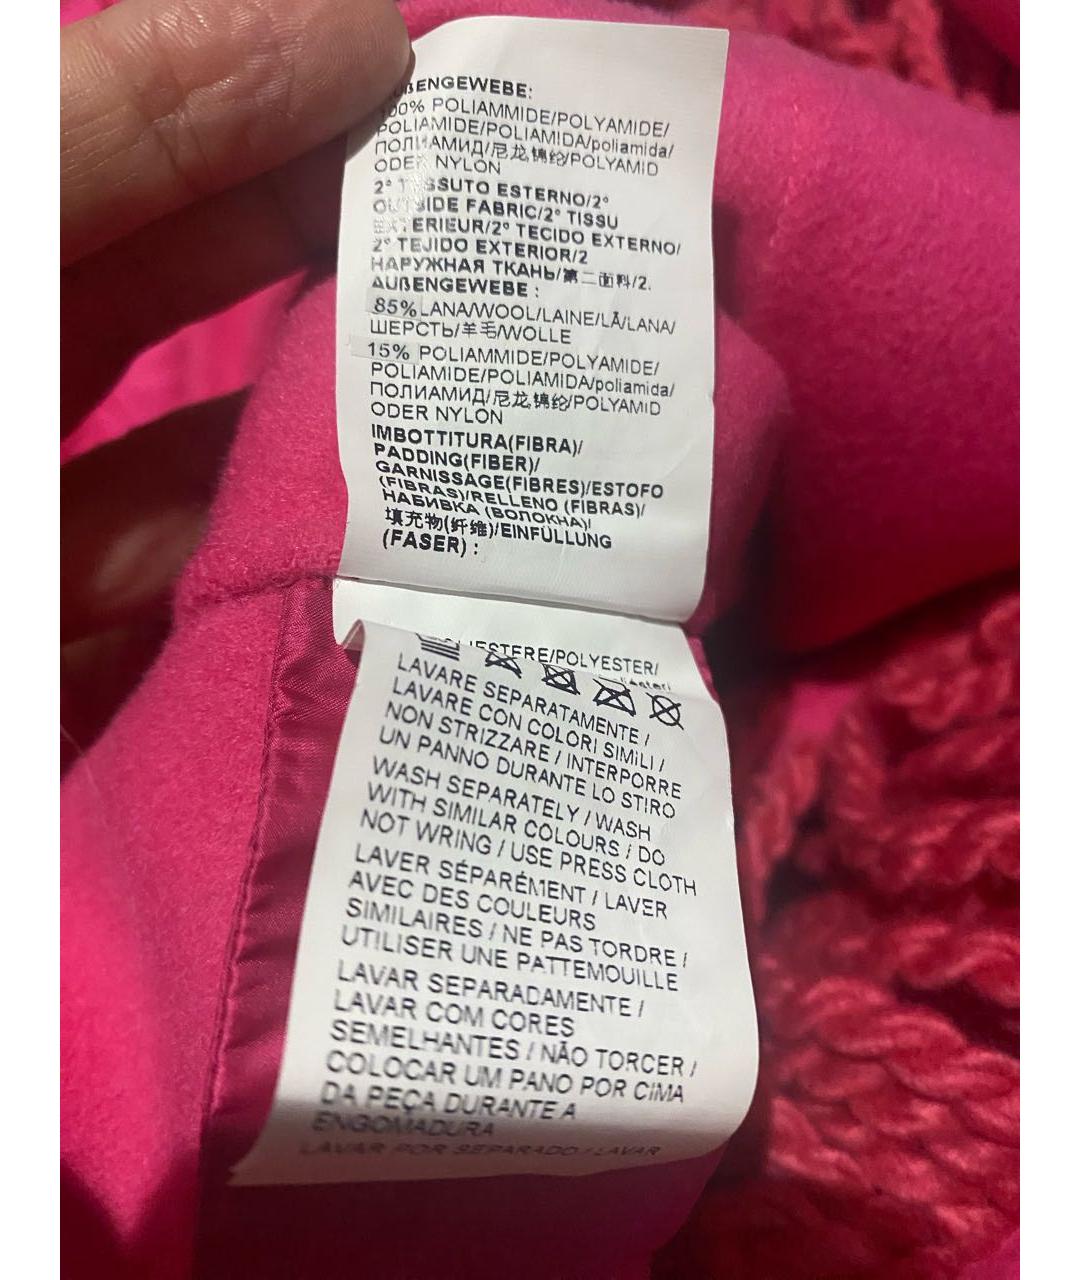 AUßENGEWEBE:
100% POLIAMMIDE/POLYAMIDE/
POLIAMIDE/POLIAMIDA/poliamida/
ПОЛИАМИД/尼龙,锦纶/POLYAMID
ODER NYLON
2° TESSUTO ESTERNO/2°
OUTSIDE FABRIC/2° TISSU
EXTERIEUR/2° TECIDO EXTERNO/
2° TEJIDO EXTERIOR/2
НАРУЖНАЯ ТКАНЬ/第二面料/2.
AUßENGEWEBE :
85% LANA/WOOL/LAINE/LÃ/LANA/
ШЕРСТЬ/羊毛/WOLLE
15% POLIAMMIDE/POLYAMIDE/
POLIAMIDE/POLIAMIDA/poliamida/
ПОЛИАМИД/尼龙,锦纶/POLYAMID
ODER NYLON
IMBOTTITURA(FIBRA)/
PADDING(FIBER)/
GARNISSAGE(FIBRES)/ESTOFO
(FIBRAS)/RELLENO (FIBRAS)/
НАБИВКА (ВОЛОКНА)/
填充物(纤维)/EINFÜLLUNG
(FASER) :
POLIESTERE/POLYESTER/
LAVARE SEPARATAMENTE /
LAVARE CON COLORI SIMILI /
NON STRIZZARE / INTERPORRE
UN PANNO DURANTE LO STIRO
WASH SEPARATELY / WASH
WITH SIMILAR COLOURS / DO
NOT WRING / USE PRESS CLOTH
LAVER SÉPARÉMENT / LAVER
AVEC DES COULEURS
SIMILAIRES / NE PAS TORDRE /
UTILISER UNE PATTEMOUILLE
LAVAR SEPARADAMENTE /
LAVAR COM CORES
SEMELHANTES / NÃO TORCER /
COLOCAR UM PANO POR CIMA
DA PEÇA DURANTE A
ENGOMADURA
LAVAR POR SEPARADO / LAVAR